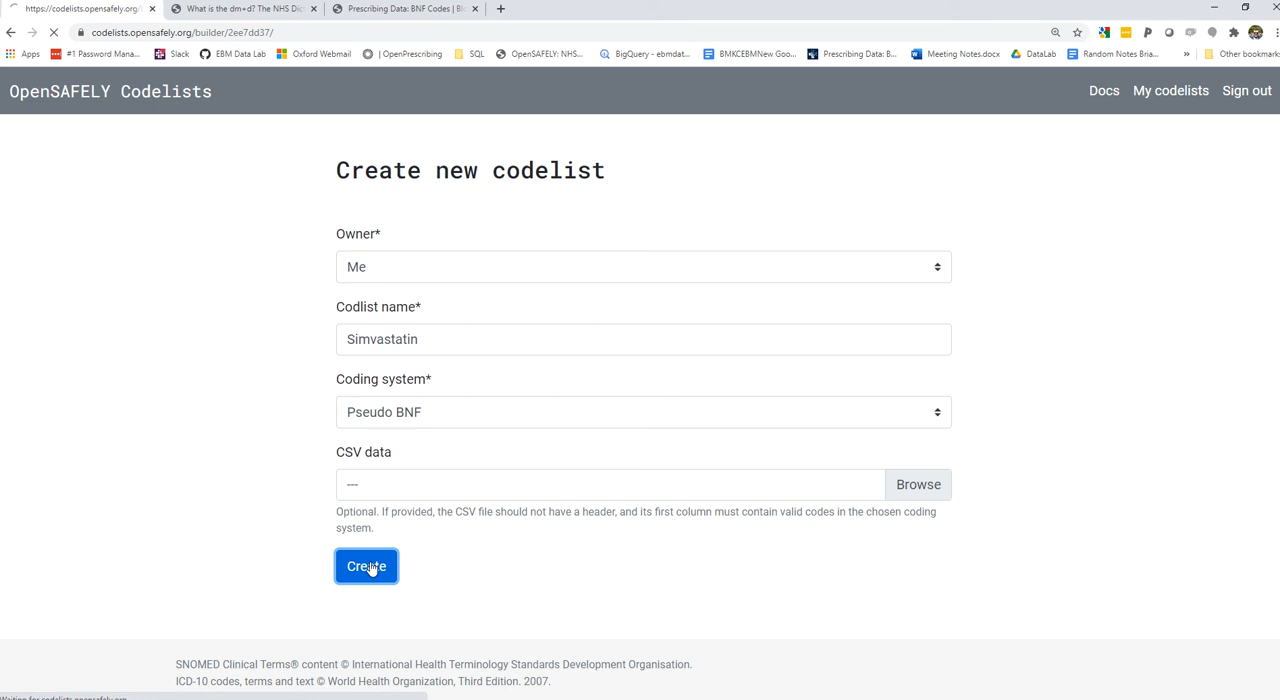 https://codelists.opensafely.org/
What is the dm+d? The NHS Dic
Prescribing Data: BNF Codes | Bl
codelists.opensafely.org/builder/2ee7dd37/
Apps
#1 Password Mana...
Slack
EBM Data Lab
Oxford Webmail
| OpenPrescribing
SQL
OpenSAFELY: NHS...
BigQuery - ebmdat...
BMKCEBMNew Goo...
Prescribing Data: B...
Meeting Notes.docx
DataLab
Random Notes Bria...
Other bookmarks
OpenSAFELY Codelists
Docs My codelists Sign out
Create new codelist
Owner*
Me
Codlist name*
Simvastatin
Coding system*
Pseudo BNF
CSV data
---
Browse
Optional. If provided, the CSV file should not have a header, and its first column must contain valid codes in the chosen coding
system.
Create
SNOMED Clinical Terms® content © International Health Terminology Standards Development Organisation.
ICD-10 codes, terms and text © World Health Organization, Third Edition. 2007.